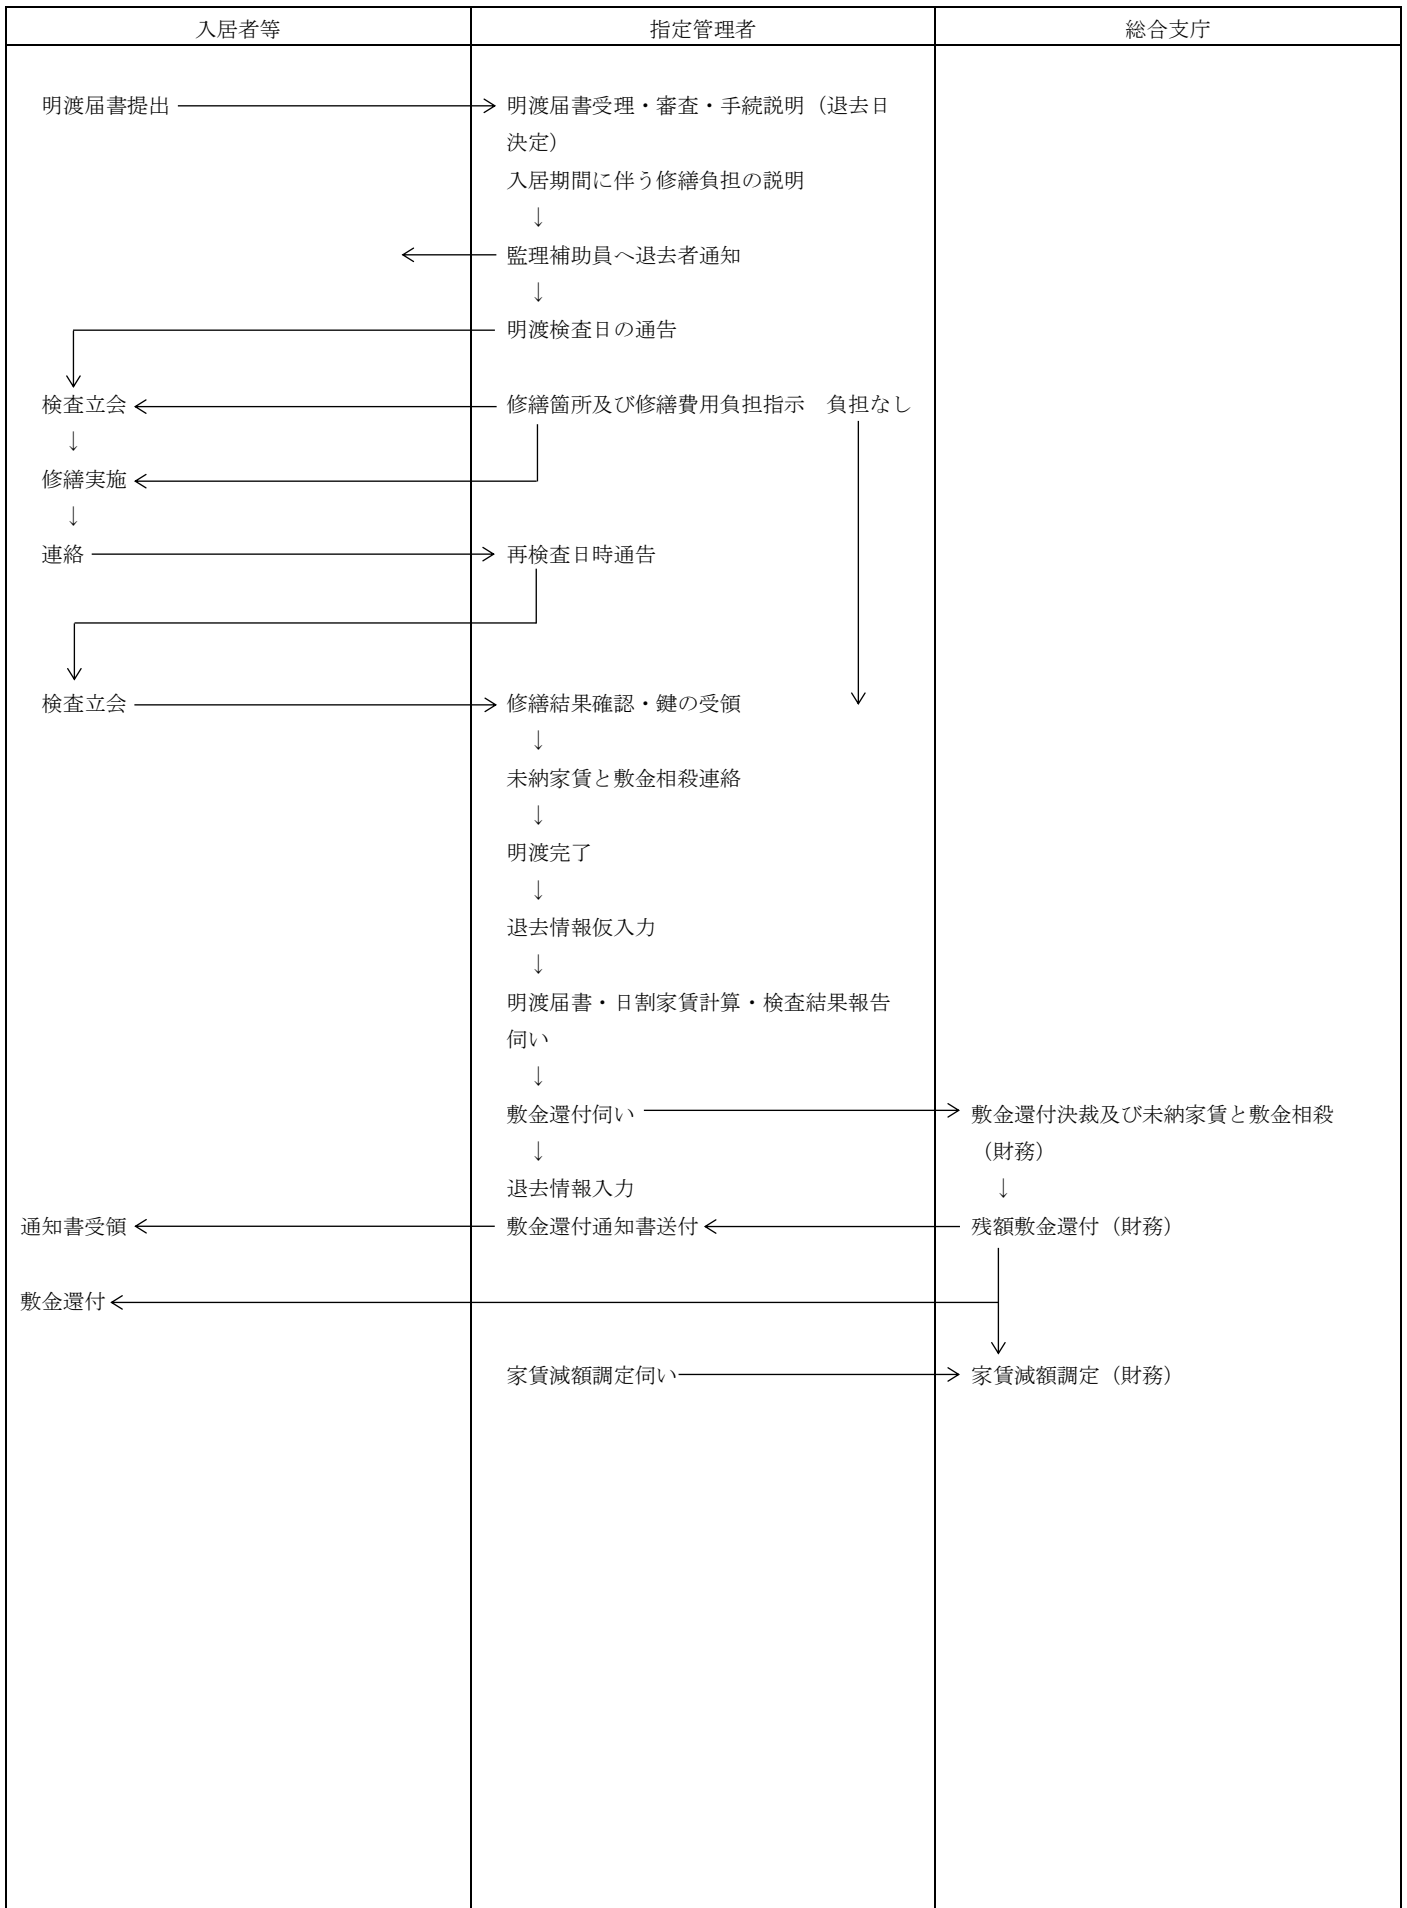 入居者等
指定管理者
総合支庁
明渡届書提出
明渡届書受理・審査・手続説明（退去日
決定）
入居期間に伴う修繕負担の説明
↓
監理補助員へ退去者通知
↓
明渡検査日の通告
検査立会
修繕箇所及び修繕費用負担指示　負担なし
↓
修繕実施
↓
連絡
再検査日時通告
検査立会
修繕結果確認・鍵の受領
↓
未納家賃と敷金相殺連絡
↓
明渡完了
↓
退去情報仮入力
↓
明渡届書・日割家賃計算・検査結果報告
伺い
↓
敷金還付伺い
敷金還付決裁及び未納家賃と敷金相殺
（財務）
↓
退去情報入力
↓
通知書受領
敷金還付通知書送付
残額敷金還付（財務）
敷金還付
家賃減額調定伺い
家賃減額調定（財務）